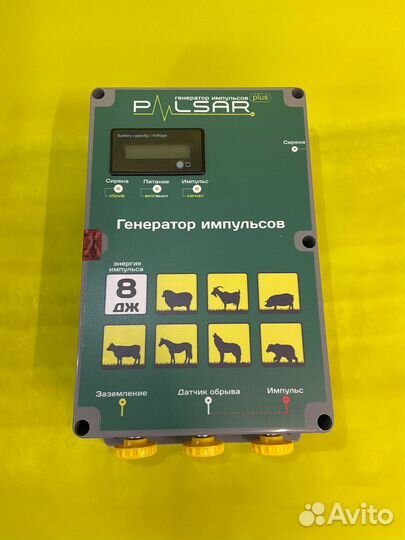 генератор импульсов plus
PULSAR
Battery capacity / Voltage
Сирена
Сирена Питание Импульс
обрыв вкл/выкл сигнал
Генератор импульсов
энергия
импульса
8
дж
Заземление Датчик обрыва Импульс
Avito